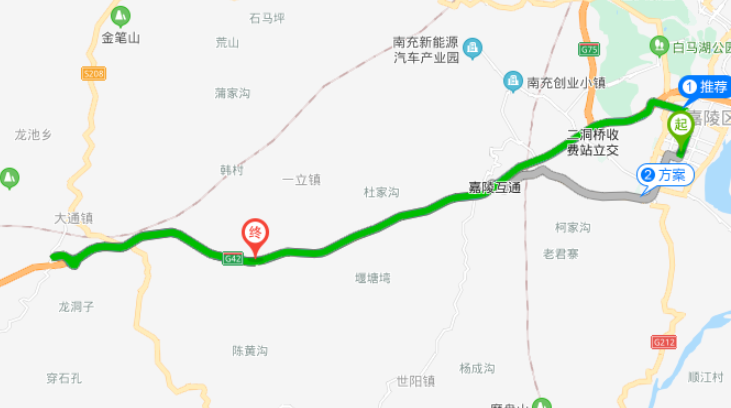 石马坪
金笔山
荒山
南充新能源
汽车产业园
G75
白马湖公园
S208
南充创业小镇
蒲家沟
1 推荐
嘉陵区
起
龙池乡
二洞桥收
费站立交
韩村
一立镇
2 方案
杜家沟
嘉陵互通
大通镇
终
柯家沟
老君寨
G42
堰塘塆
龙洞子
G212
陈黄沟
杨成沟
穿石孔
世阳镇
顺江村